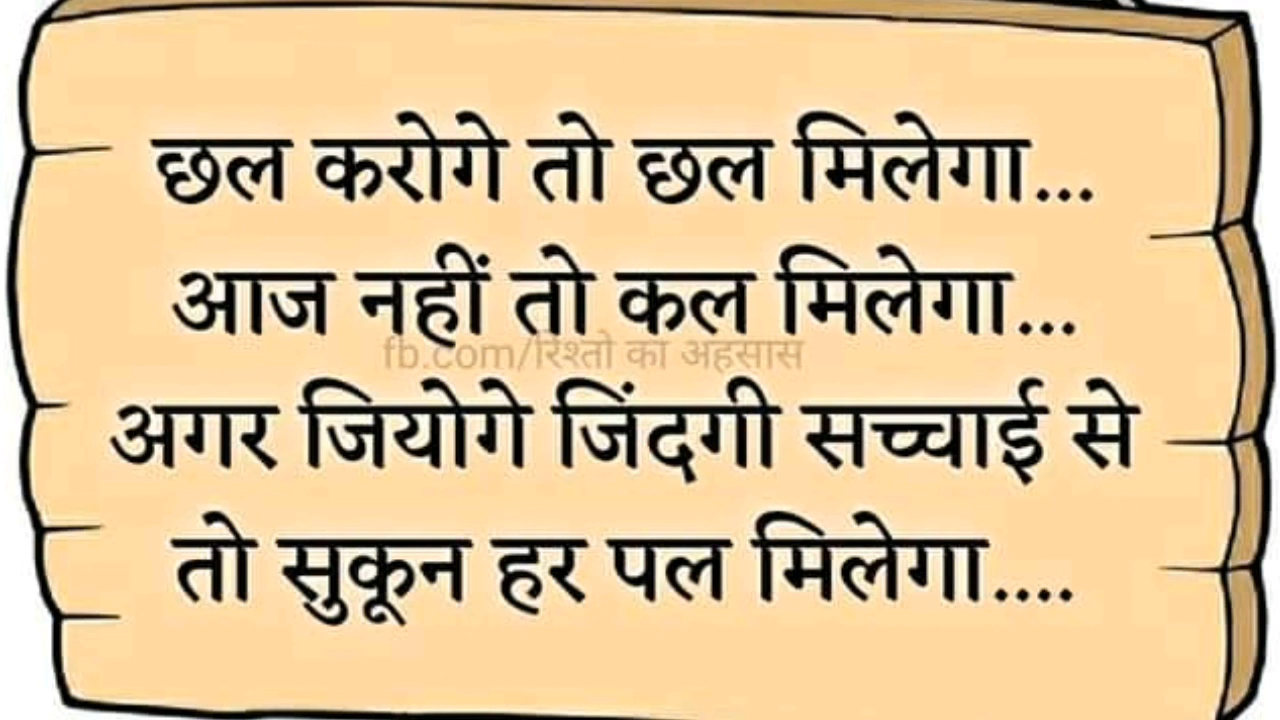 छल करोगे तो छल मिलेगा...
आज नहीं तो कल मिलेगा...
fb.com/रिश्तो का अहसास
अगर जियोगे जिंदगी सच्चाई से
तो सुकून हर पल मिलेगा....